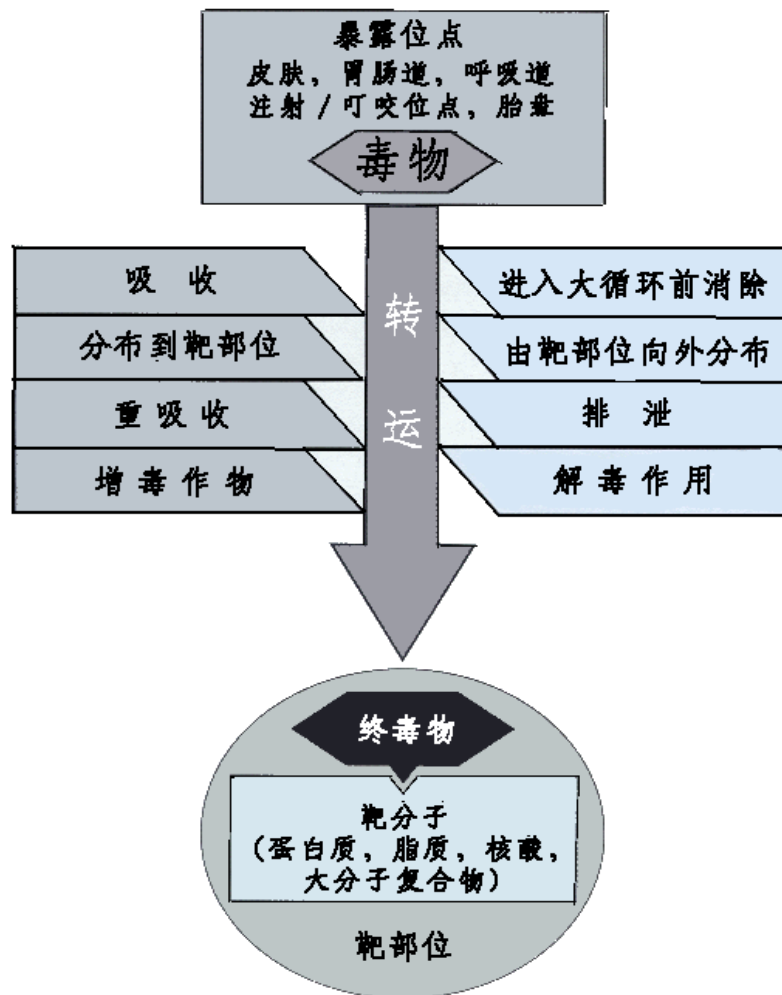 暴露位点
皮肤，胃肠道，呼吸道
注射/叮咬位点，胎盘
毒物
吸收
进入大循环前消除
分布到靶部位
由靶部位向外分布
重吸收
排泄
增毒作物
解毒作用
转运
终毒物
靶分子
（蛋白质，脂质，核酸，
大分子复合物）
靶部位